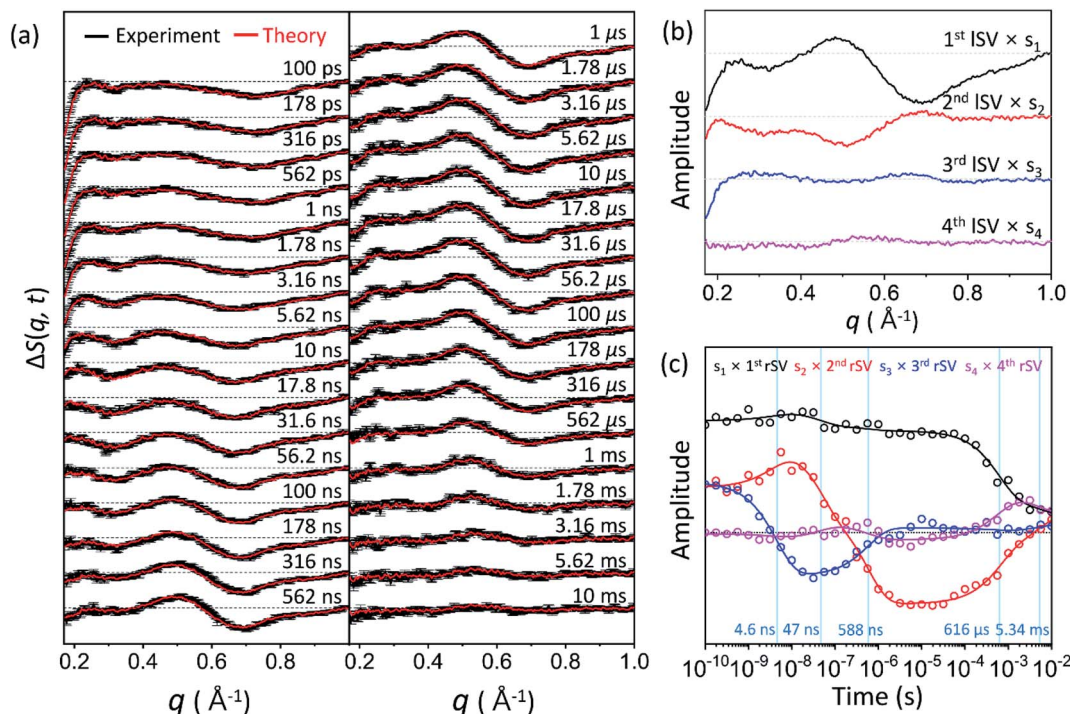 (a)
Experiment
Theory
100 ps
178 ps
316 ps
562 ps
1 ns
1.78 ns
3.16 ns
5.62 ns
10 ns
17.8 ns
31.6 ns
56.2 ns
100 ns
178 ns
316 ns
562 ns
1 µs
1.78 µs
3.16 µs
5.62 µs
10 µs
17.8 µs
31.6 µs
56.2 µs
100 µs
178 µs
316 µs
562 µs
1 ms
1.78 ms
3.16 ms
5.62 ms
10 ms
ΔS(q, t)
0.2 0.4 0.6 0.8 0.2 0.4 0.6 0.8 1.0
q ( Å⁻¹) q ( Å⁻¹)
(b)
1ˢᵗ lSV × s₁
2ⁿᵈ lSV × s₂
3ʳᵈ lSV × s₃
4ᵗʰ lSV × s₄
Amplitude
0.2 0.4 0.6 0.8 1.0
q ( Å⁻¹)
(c)
s₁ × 1ˢᵗ rSV s₂ × 2ⁿᵈ rSV s₃ × 3ʳᵈ rSV s₄ × 4ᵗʰ rSV
Amplitude
4.6 ns 47 ns 588 ns 616 µs 5.34 ms
10⁻¹⁰ 10⁻⁹ 10⁻⁸ 10⁻⁷ 10⁻⁶ 10⁻⁵ 10⁻⁴ 10⁻³ 10⁻²
Time (s)